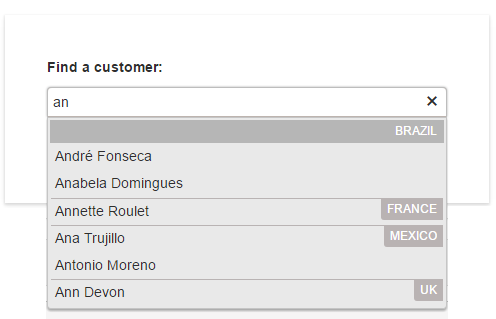 Find a customer:
an ×
BRAZIL
André Fonseca
Anabela Domingues
Annette Roulet FRANCE
Ana Trujillo MEXICO
Antonio Moreno
Ann Devon UK